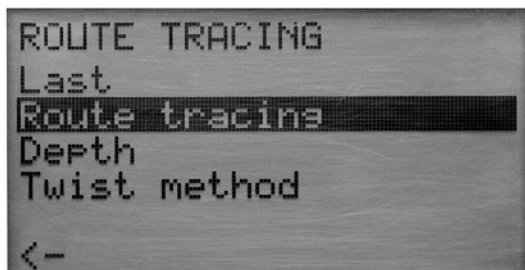 ROUTE TRACING
Last
Route tracing
Depth
Twist method
<-